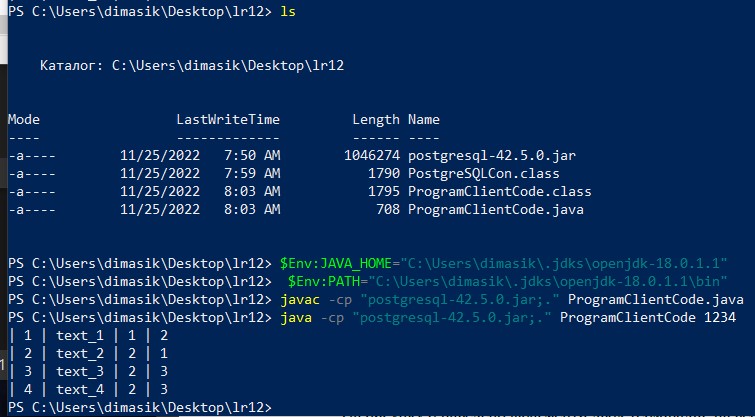 PS C:\Users\dimasik\Desktop\lr12> ls
Каталог: C:\Users\dimasik\Desktop\lr12
Mode                 LastWriteTime         Length Name
----                 -------------         ------ ----
-a----        11/25/2022   7:50 AM        1046274 postgresql-42.5.0.jar
-a----        11/25/2022   7:59 AM           1790 PostgreSQLCon.class
-a----        11/25/2022   8:03 AM           1795 ProgramClientCode.class
-a----        11/25/2022   8:03 AM            708 ProgramClientCode.java
PS C:\Users\dimasik\Desktop\lr12> $Env:JAVA_HOME="C:\Users\dimasik\.jdks\openjdk-18.0.1.1"
PS C:\Users\dimasik\Desktop\lr12>  $Env:PATH="C:\Users\dimasik\.jdks\openjdk-18.0.1.1\bin"
PS C:\Users\dimasik\Desktop\lr12> javac -cp "postgresql-42.5.0.jar;." ProgramClientCode.java
PS C:\Users\dimasik\Desktop\lr12> java -cp "postgresql-42.5.0.jar;." ProgramClientCode 1234
| 1 | text_1 | 1 | 2
| 2 | text_2 | 2 | 1
| 3 | text_3 | 2 | 3
| 4 | text_4 | 2 | 3
PS C:\Users\dimasik\Desktop\lr12>